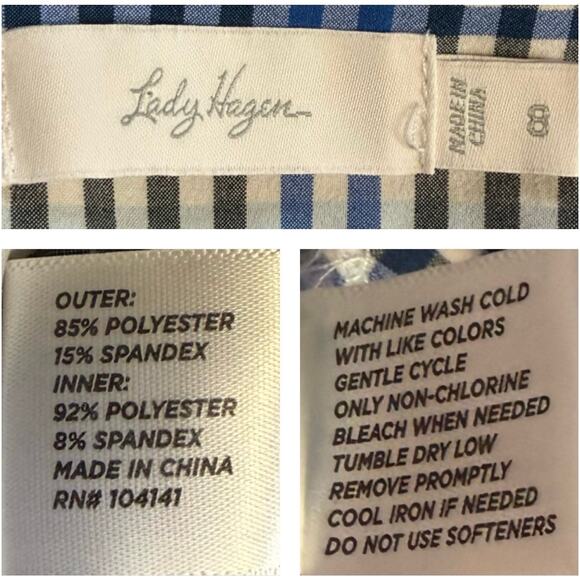 Lady Hagen
MADE IN
CHINA
8
OUTER:
85% POLYESTER
15% SPANDEX
INNER:
92% POLYESTER
8% SPANDEX
MADE IN CHINA
RN# 104141
MACHINE WASH COLD
WITH LIKE COLORS
GENTLE CYCLE
ONLY NON-CHLORINE
BLEACH WHEN NEEDED
TUMBLE DRY LOW
REMOVE PROMPTLY
COOL IRON IF NEEDED
DO NOT USE SOFTENERS